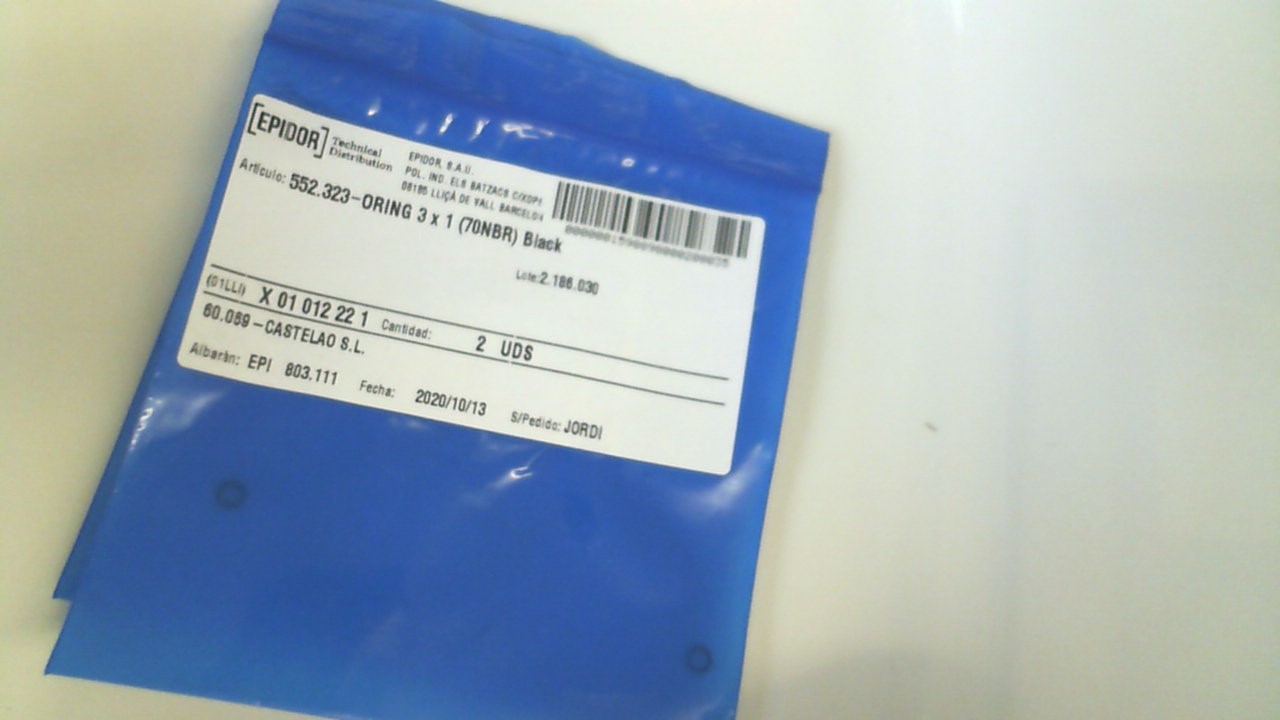 [EPIDOR] Technical Distribution
EPIDOR, S.A.U.
POL. IND. ELS BATZACS
08185 LLIÇÀ DE VALL BARCELON
Artículo: 552.323-ORING 3 x 1 (70NBR) Black
Lote: 2.186.030
(01LLI) X 01 012 22 1 Cantidad: 2 UDS
60.089-CASTELAO S.L.
Albarán: EPI 803.111 Fecha: 2020/10/13 S/Pedido: JORDI